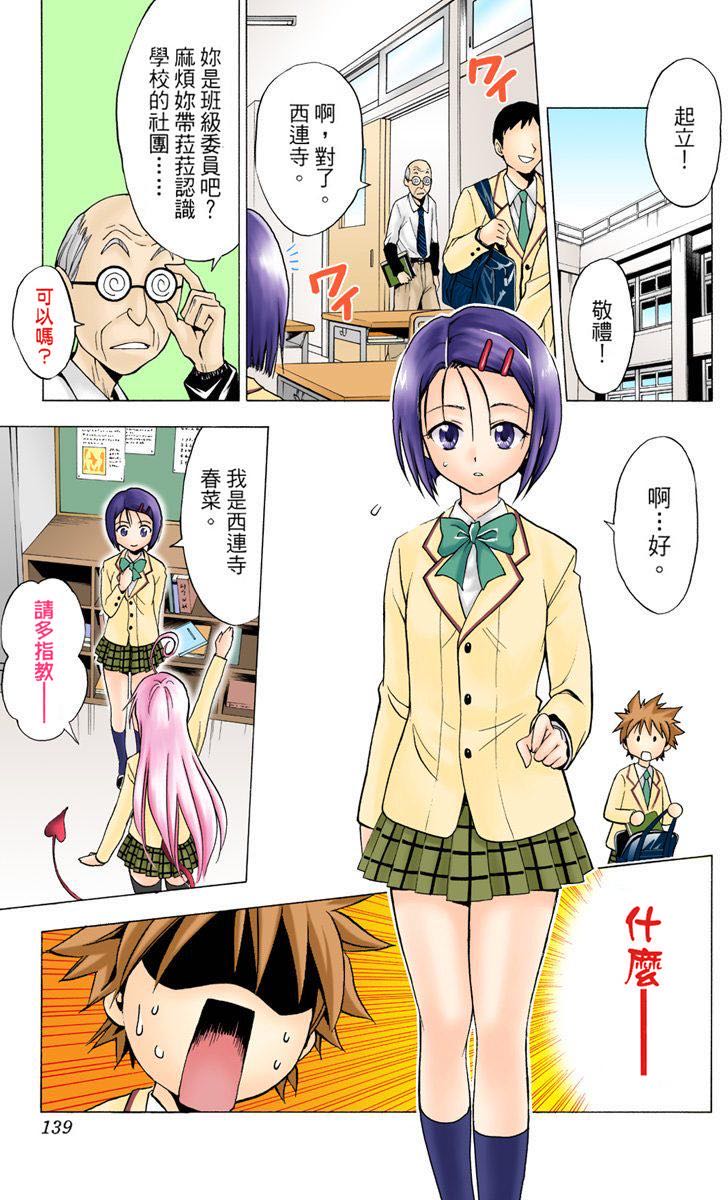 起立！
敬禮！
ワイ
啊，對了。
西連寺。
ワイ
妳是班級委員吧？
麻煩妳帶菈菈認識
學校的社團……
可以嗎？
啊…好。
我是西連寺
春菜。
請多指教──
什麼──
139